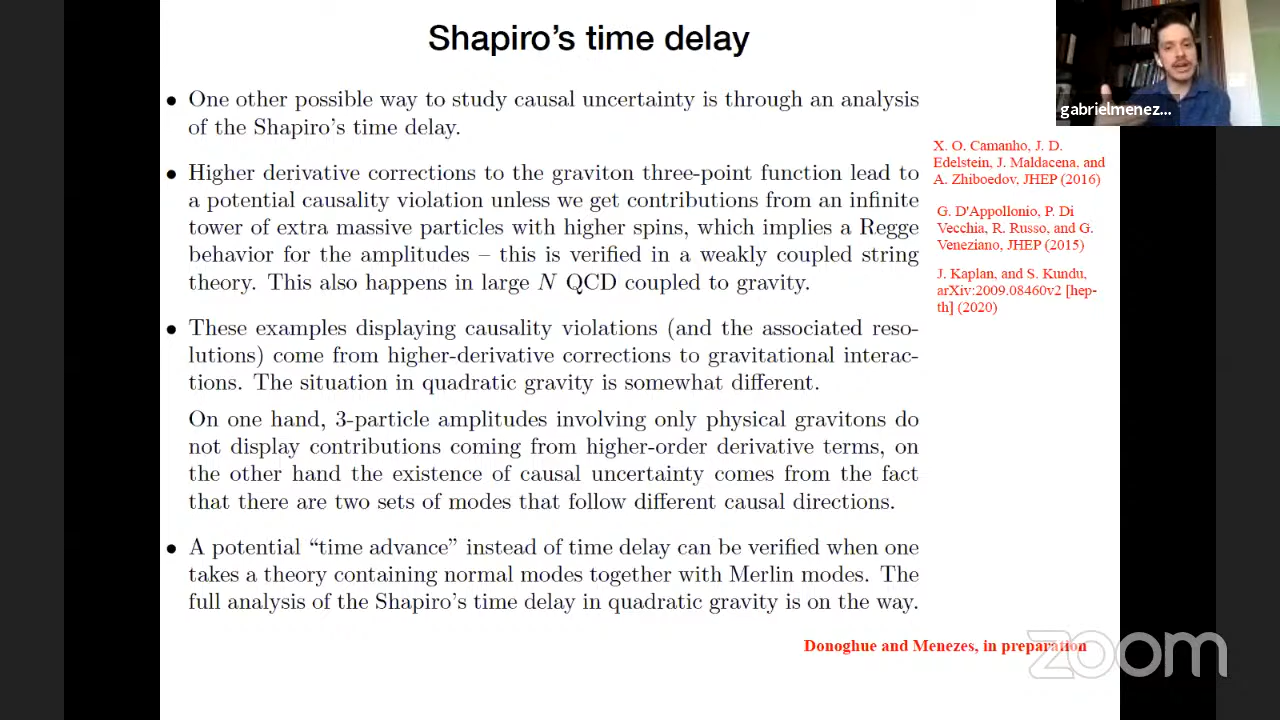 Shapiro's time delay
• One other possible way to study causal uncertainty is through an analysis
of the Shapiro's time delay.
• Higher derivative corrections to the graviton three-point function lead to
a potential causality violation unless we get contributions from an infinite
tower of extra massive particles with higher spins, which implies a Regge
behavior for the amplitudes – this is verified in a weakly coupled string
theory. This also happens in large N QCD coupled to gravity.
• These examples displaying causality violations (and the associated reso-
lutions) come from higher-derivative corrections to gravitational interac-
tions. The situation in quadratic gravity is somewhat different.
On one hand, 3-particle amplitudes involving only physical gravitons do
not display contributions coming from higher-order derivative terms, on
the other hand the existence of causal uncertainty comes from the fact
that there are two sets of modes that follow different causal directions.
• A potential “time advance” instead of time delay can be verified when one
takes a theory containing normal modes together with Merlin modes. The
full analysis of the Shapiro's time delay in quadratic gravity is on the way.
gabrielmenez...
X. O. Camanho, J. D.
Edelstein, J. Maldacena, and
A. Zhiboedov, JHEP (2016)
G. D'Appollonio, P. Di
Vecchia, R. Russo, and G.
Veneziano, JHEP (2015)
J. Kaplan, and S. Kundu,
arXiv:2009.08460v2 [hep-
th] (2020)
Donoghue and Menezes, in preparation
zoom